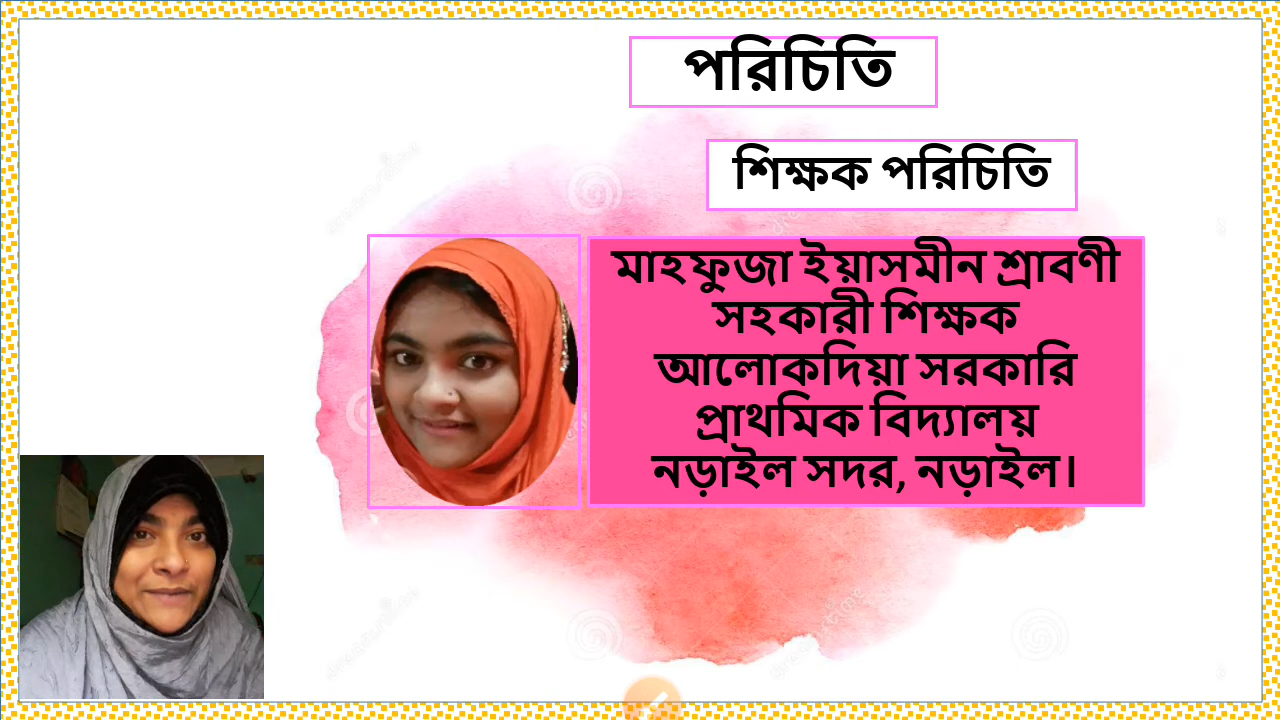 পরিচিতি
শিক্ষক পরিচিতি
মাহফুজা ইয়াসমীন শ্রাবণী
সহকারী শিক্ষক
আলোকদিয়া সরকারি
প্রাথমিক বিদ্যালয়
নড়াইল সদর, নড়াইল।